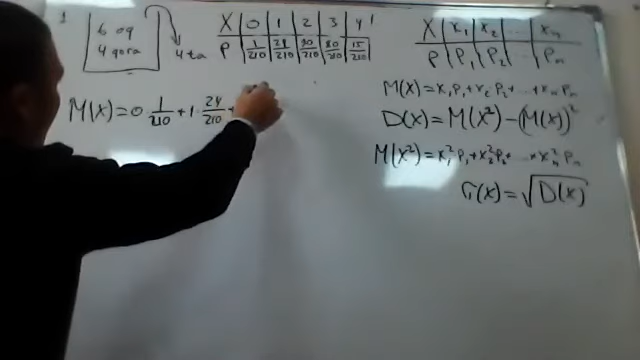 1
6 oq
4 qora
4 ta
X 0 1 2 3 4
P 1/210 24/210 90/210 80/210 15/210
M(X)=0·1/210+1·24/210+
X x₁ x₂ ... xₙ
P P₁ P₂ ... Pₙ
M(X)=x₁P₁+x₂P₂+...+xₙPₙ
D(X)=M(X²)-(M(X))²
M(X²)=x₁²P₁+x₂²P₂+...+xₙ²Pₙ
σ(X)=√D(X)